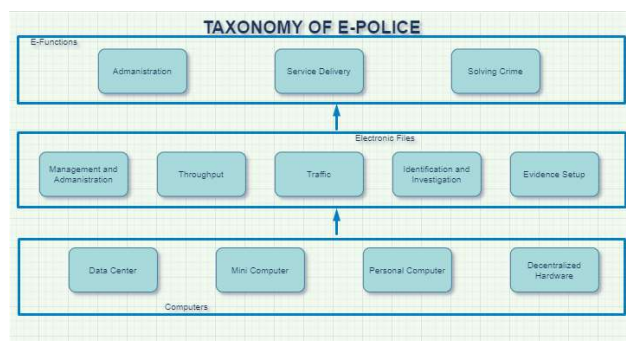 TAXONOMY OF E-POLICE
E-Functions
Admanistration
Service Delivery
Solving Crime
Electronic Files
Management and
Admanistration
Throughput
Traffic
Identification and
Investigation
Evidence Setup
Data Center
Mini Computer
Personal Computer
Decentralized
Hardware
Computers